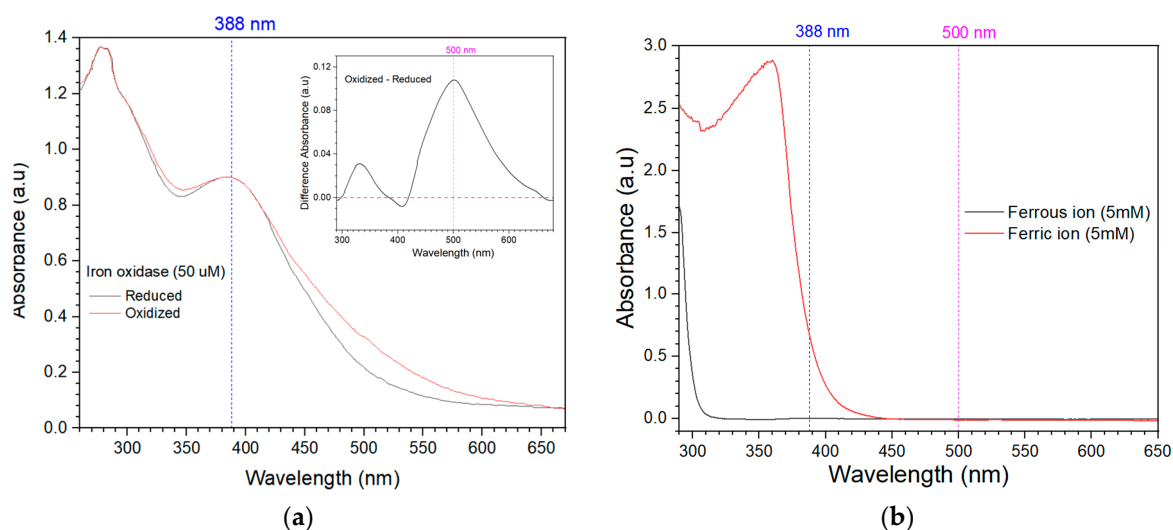 388 nm
1.4
1.2
1.0
0.8
0.6
0.4
0.2
0.0
Absorbance (a.u)
300 350 400 450 500 550 600 650
Wavelength (nm)
Iron oxidase (50 uM)
Reduced
Oxidized
500 nm
Oxidized - Reduced
0.12
0.08
0.04
0.00
Difference Absorbance (a.u)
300 400 500 600
Wavelength (nm)
(a)
388 nm 500 nm
3.0
2.5
2.0
1.5
1.0
0.5
0.0
Absorbance (a.u)
Ferrous ion (5mM)
Ferric ion (5mM)
300 350 400 450 500 550 600 650
Wavelength (nm)
(b)